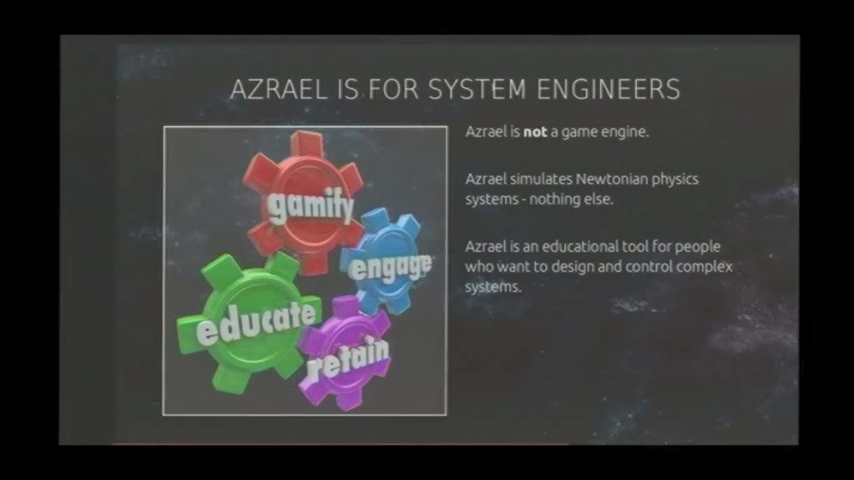 AZRAEL IS FOR SYSTEM ENGINEERS
gamify
engage
educate
retain
Azrael is not a game engine.
Azrael simulates Newtonian physics
systems - nothing else.
Azrael is an educational tool for people
who want to design and control complex
systems.